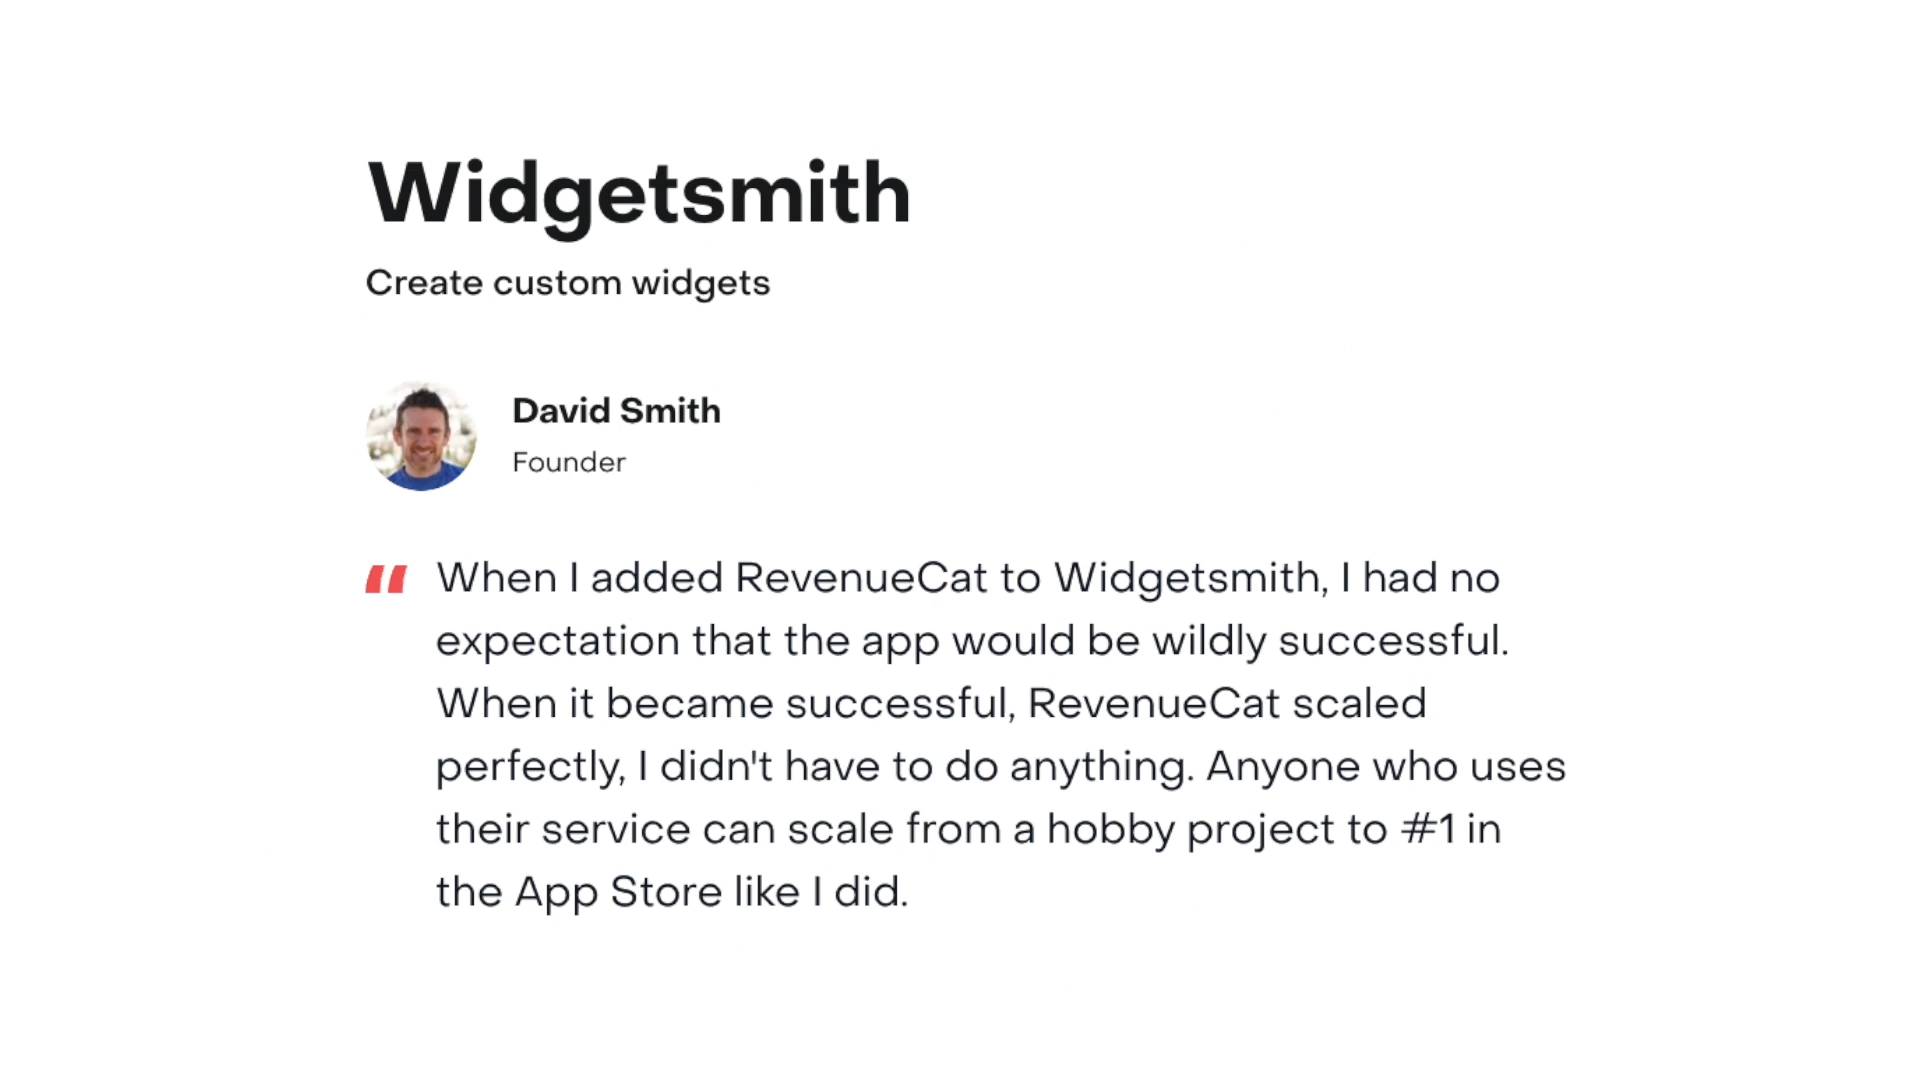 Widgetsmith
Create custom widgets
David Smith
Founder
“ When I added RevenueCat to Widgetsmith, I had no
expectation that the app would be wildly successful.
When it became successful, RevenueCat scaled
perfectly, I didn't have to do anything. Anyone who uses
their service can scale from a hobby project to #1 in
the App Store like I did.